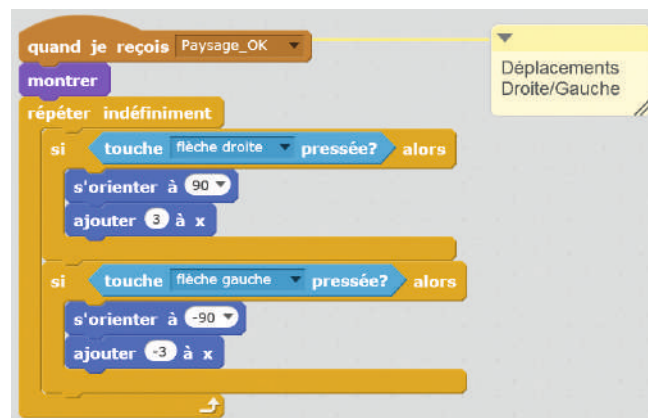 quand je reçois Paysage_OK
montrer
répéter indéfiniment
si touche flèche droite pressée? alors
s'orienter à 90
ajouter 3 à x
si touche flèche gauche pressée? alors
s'orienter à -90
ajouter -3 à x
Déplacements
Droite/Gauche